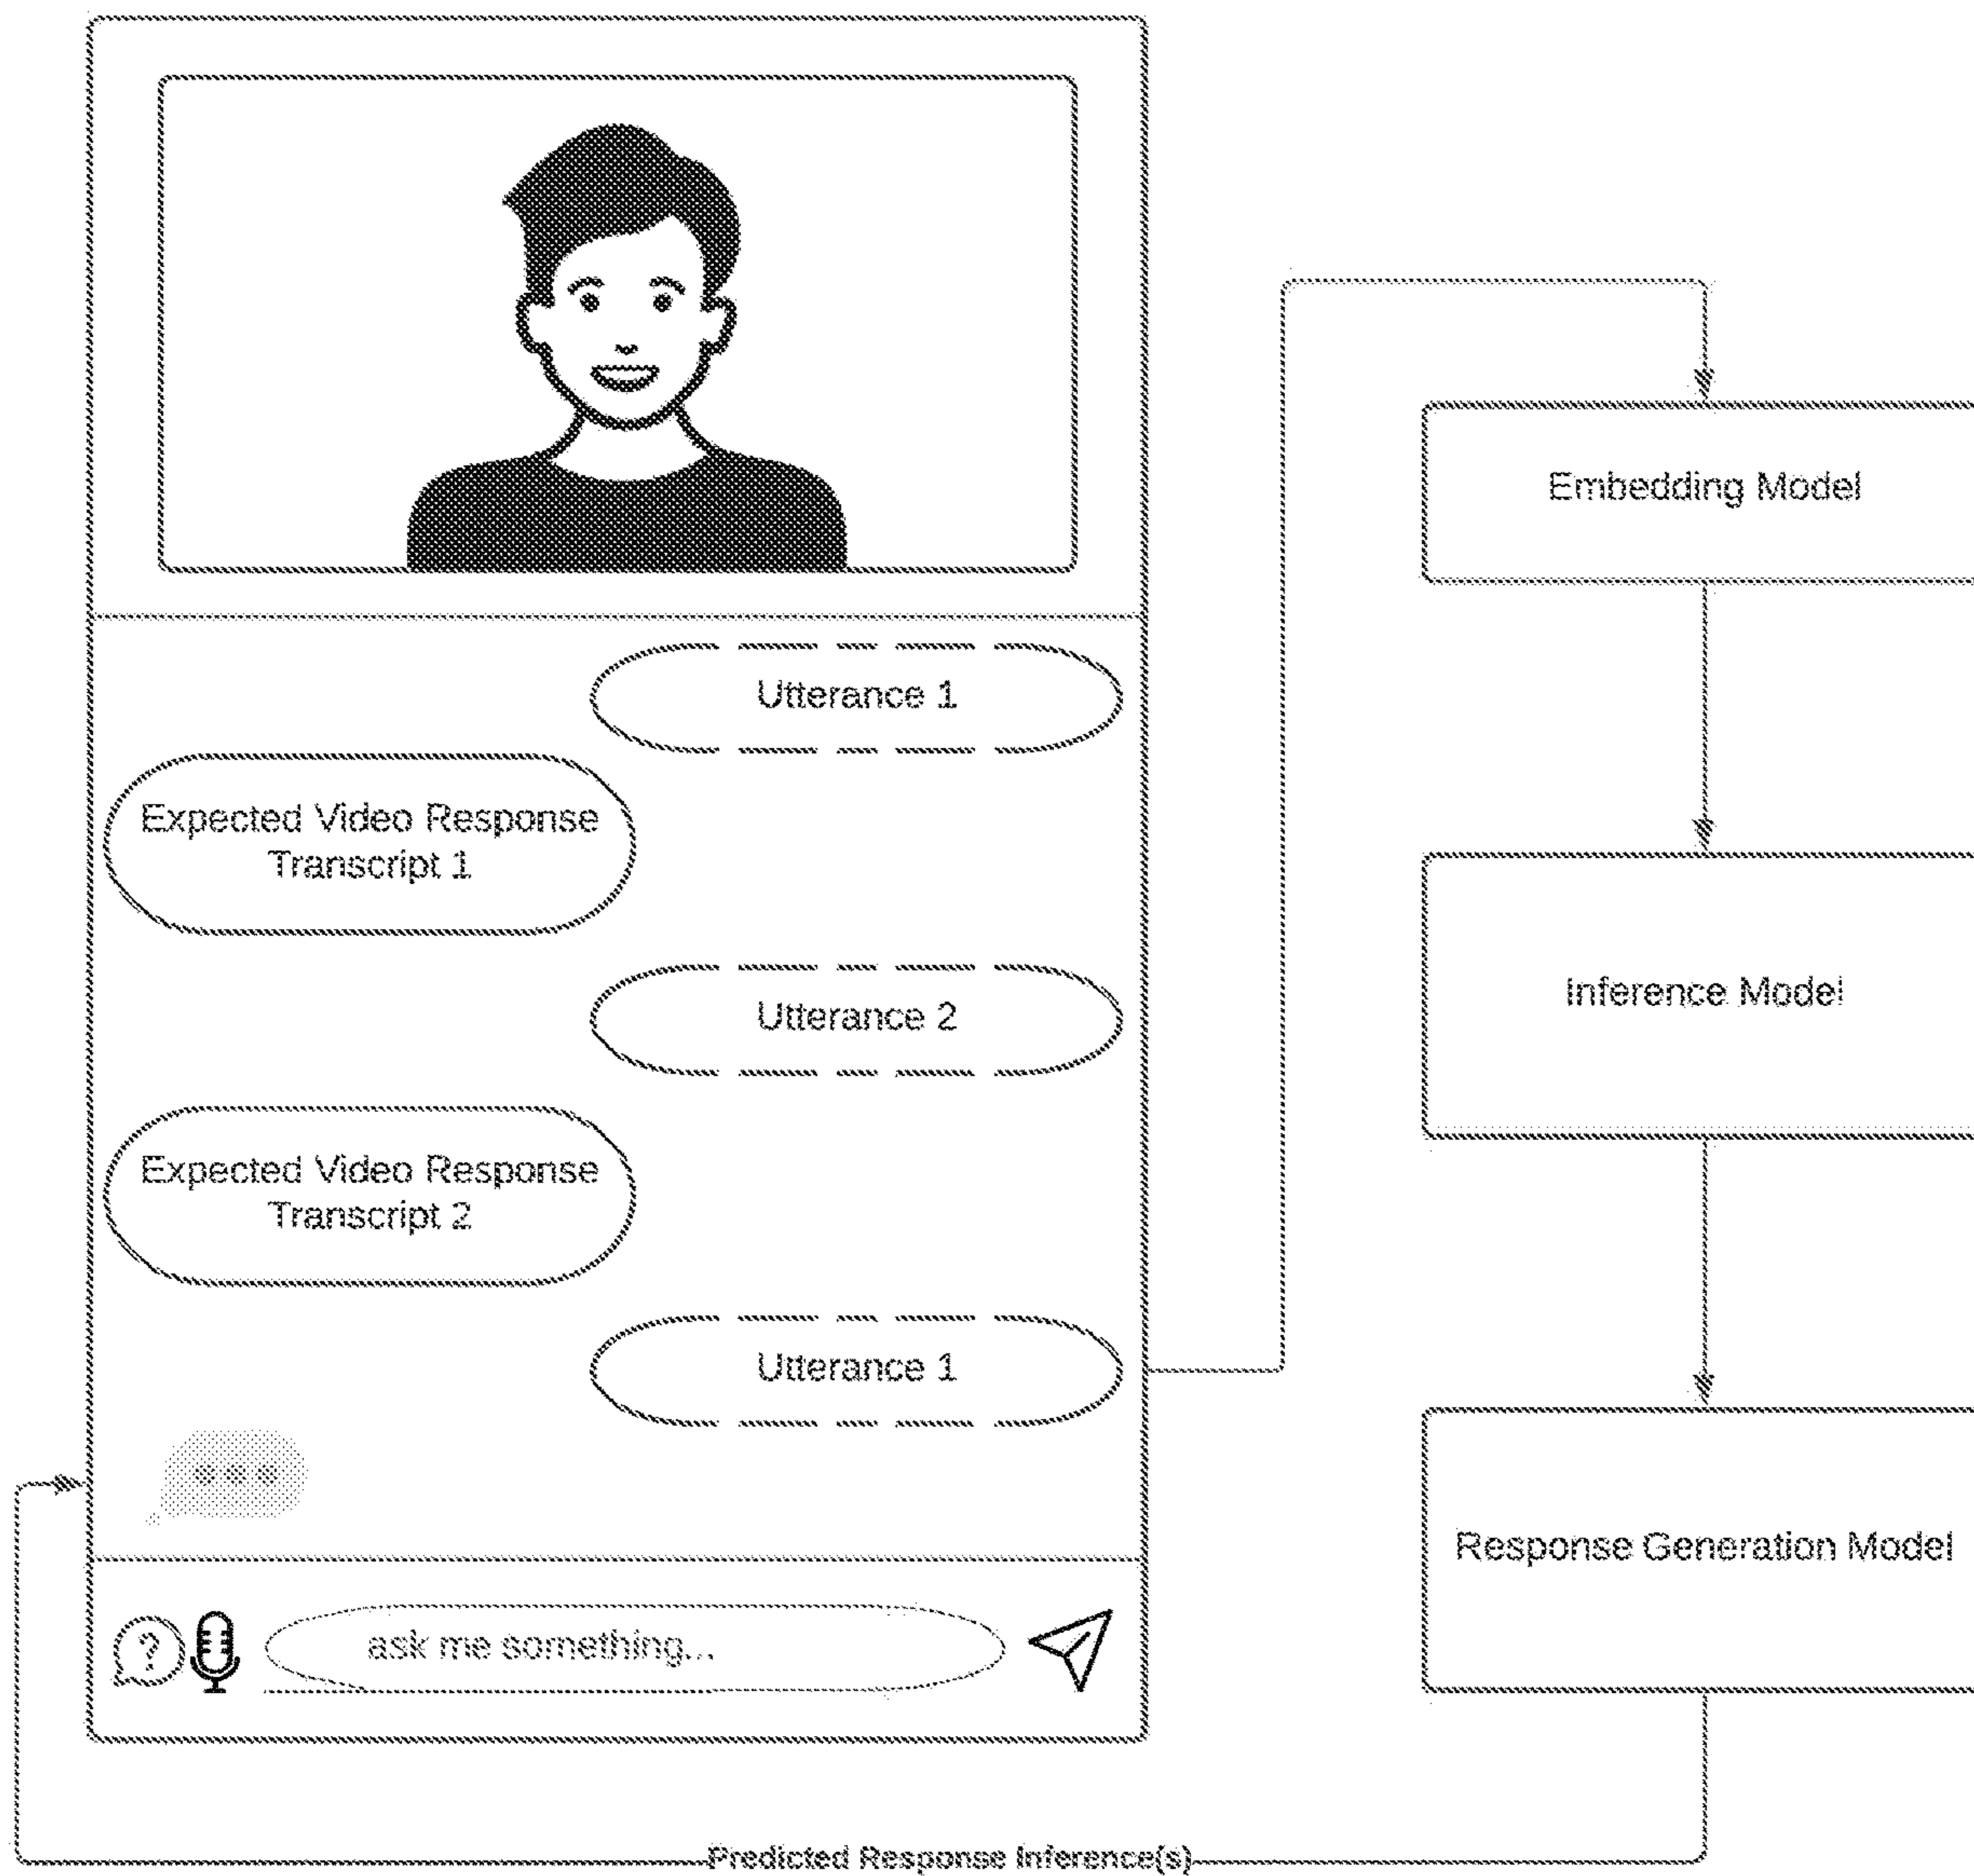 Utterance 1
Expected Video Response
Transcript 1
Utterance 2
Expected Video Response
Transcript 2
Utterance 1
?
ask me something...
Embedding Model
Inference Model
Response Generation Model
Predicted Response Inference(s)